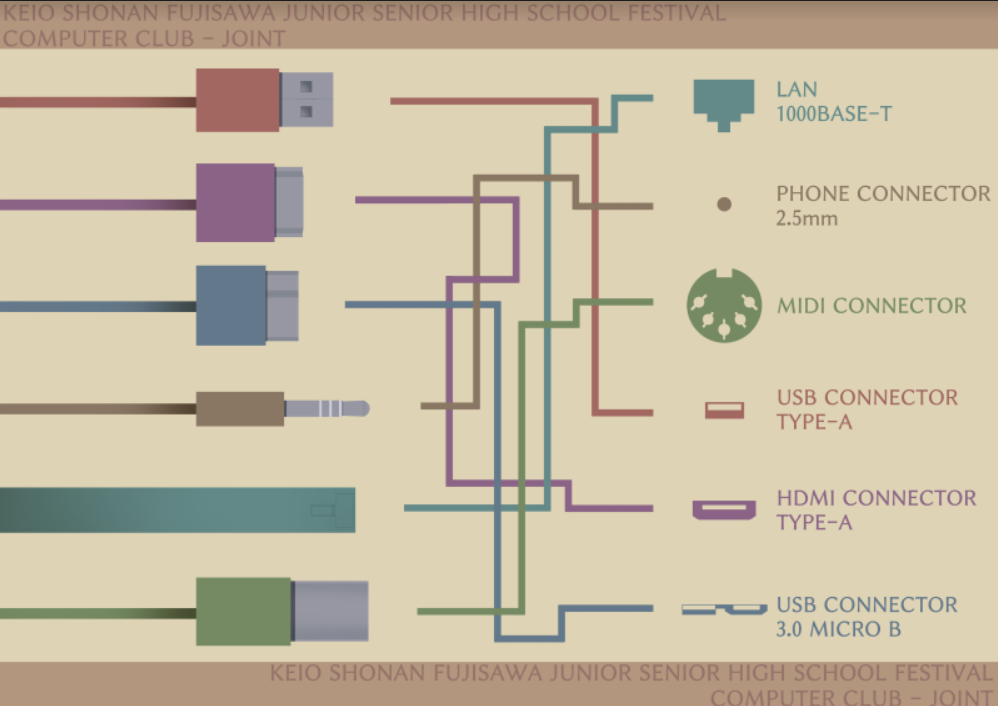 KEIO SHONAN FUJISAWA JUNIOR SENIOR HIGH SCHOOL FESTIVAL
COMPUTER CLUB – JOINT
LAN
1000BASE–T
PHONE CONNECTOR
2.5mm
MIDI CONNECTOR
USB CONNECTOR
TYPE–A
HDMI CONNECTOR
TYPE–A
USB CONNECTOR
3.0 MICRO B
KEIO SHONAN FUJISAWA JUNIOR SENIOR HIGH SCHOOL FESTIVAL
COMPUTER CLUB – JOINT